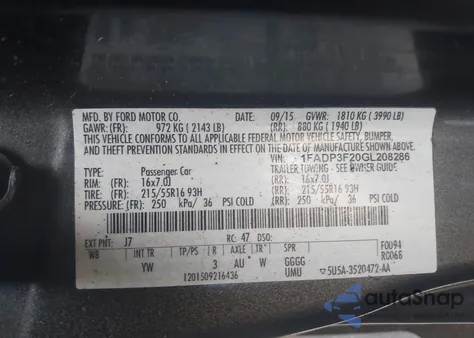 MFD. BY FORD MOTOR CO. DATE: 09/15 GVWR: 1810 KG ( 3990 LB)
GAWR: (FR): 972 KG ( 2143 LB) (RR): 880 KG ( 1940 LB)
THIS VEHICLE CONFORMS TO ALL APPLICABLE FEDERAL MOTOR VEHICLE SAFETY, BUMPER,
AND THEFT PREVENTION STANDARDS IN EFFECT ON THE DATE OF MANUFACTURE SHOWN ABOVE.
VIN: 1FADP3F20GL208286
TYPE: Passenger Car TRAILER TOWING - SEE OWNER GUIDE
RIM: (FR): 16x7.0J (RR): 16x7.0J
TIRE: (FR): 215/55R16 93H (RR): 215/55R16 93H
PRESSURE: (FR): 250 kPa/ 36 PSI COLD (RR): 250 kPa/ 36 PSI COLD
EXT PNT: J7 RC: 47 DSO: F0U94
WB INT TR TP/PS R AXLE TR SPR RC066
YW 3 AU W GGGG
1201509216436 UMU 5U5A-3520472-AA
autoSnap